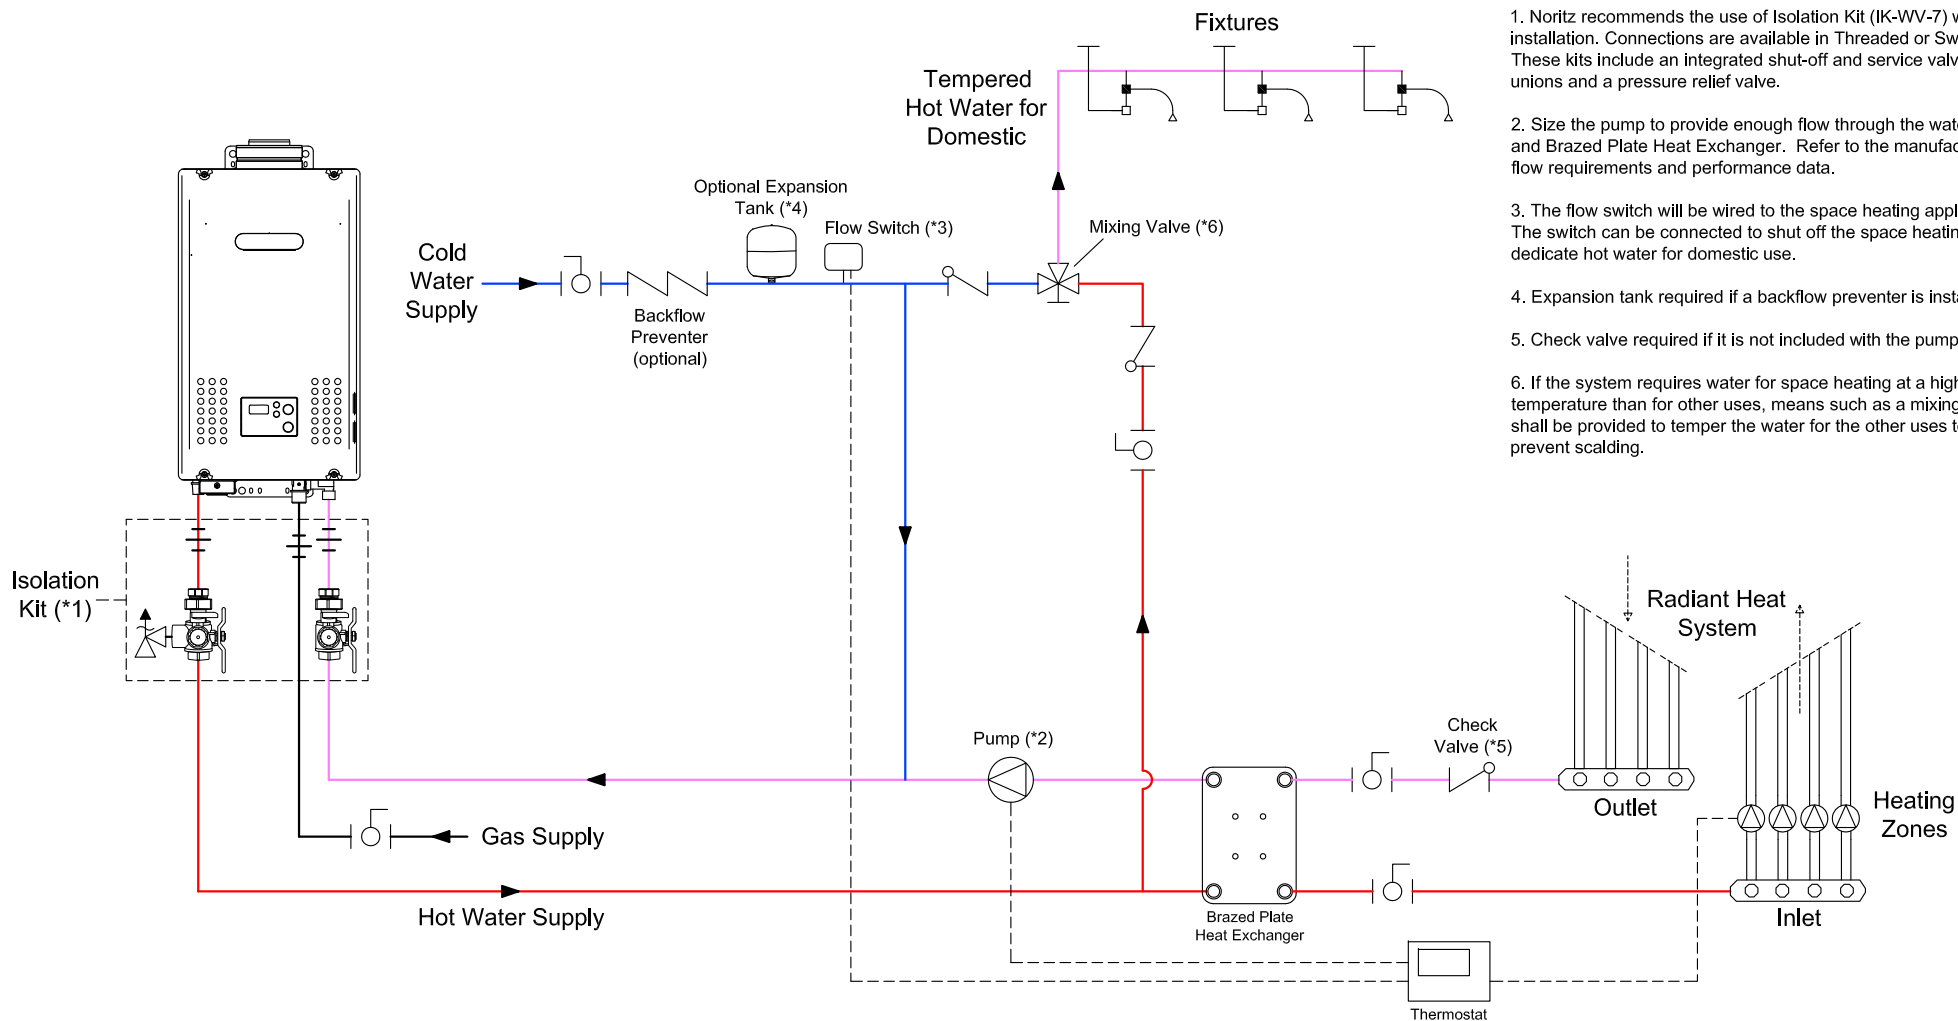 Fixtures
Tempered
Hot Water for
Domestic
Optional Expansion
Tank (*4)
Flow Switch (*3)
Mixing Valve (*6)
Cold
Water
Supply
Backflow
Preventer
(optional)
Isolation
Kit (*1)
Pump (*2)
Check
Valve (*5)
Radiant Heat
System
Outlet
Heating
Zones
Inlet
Gas Supply
Hot Water Supply
Brazed Plate
Heat Exchanger
Thermostat
1. Noritz recommends the use of Isolation Kit (IK-WV-7)
installation. Connections are available in Threaded or
These kits include an integrated shut-off and service
unions and a pressure relief valve.
2. Size the pump to provide enough flow through the
and Brazed Plate Heat Exchanger. Refer to the
flow requirements and performance data.
3. The flow switch will be wired to the space heating
The switch can be connected to shut off the space
dedicate hot water for domestic use.
4. Expansion tank required if a backflow preventer is
5. Check valve required if it is not included with the pump
6. If the system requires water for space heating at a
temperature than for other uses, means such as a mixing
shall be provided to temper the water for the other uses
prevent scalding.